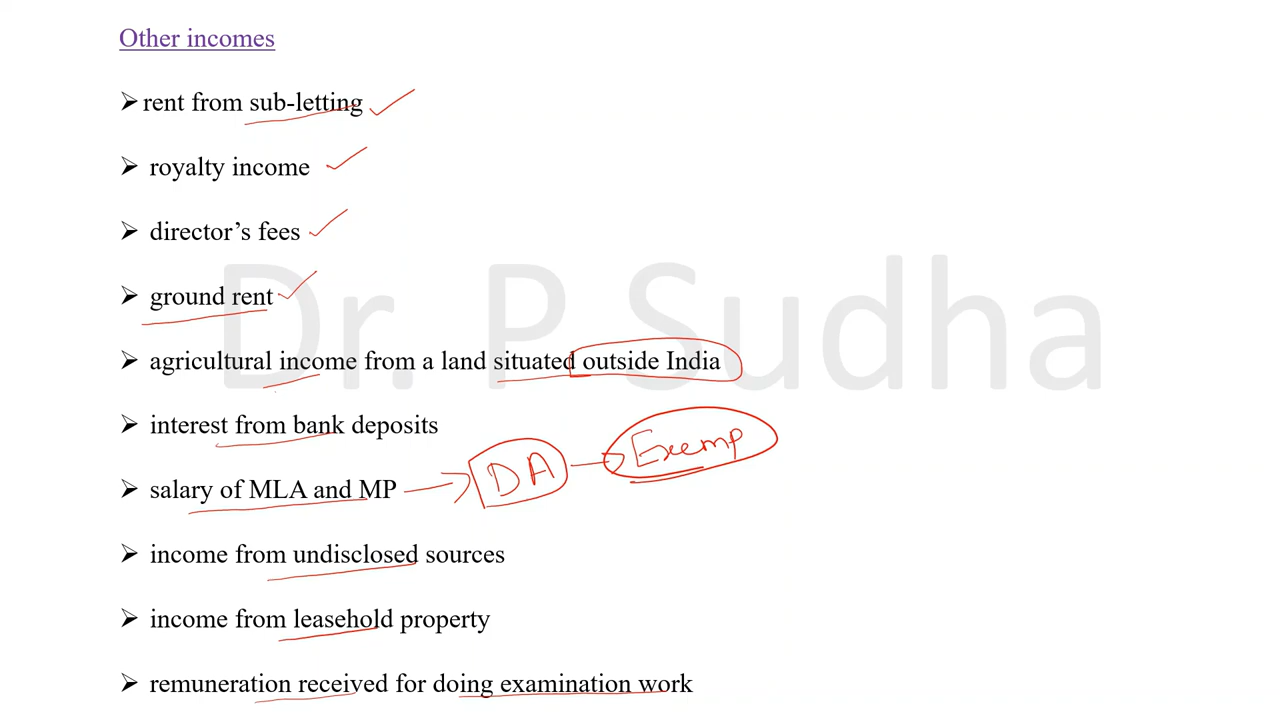 Other incomes
➢ rent from sub-letting
➢ royalty income
➢ director’s fees
➢ ground rent
➢ agricultural income from a land situated outside India
➢ interest from bank deposits
➢ salary of MLA and MP DA Exemp
➢ income from undisclosed sources
➢ income from leasehold property
➢ remuneration received for doing examination work
Dr. P Sudha